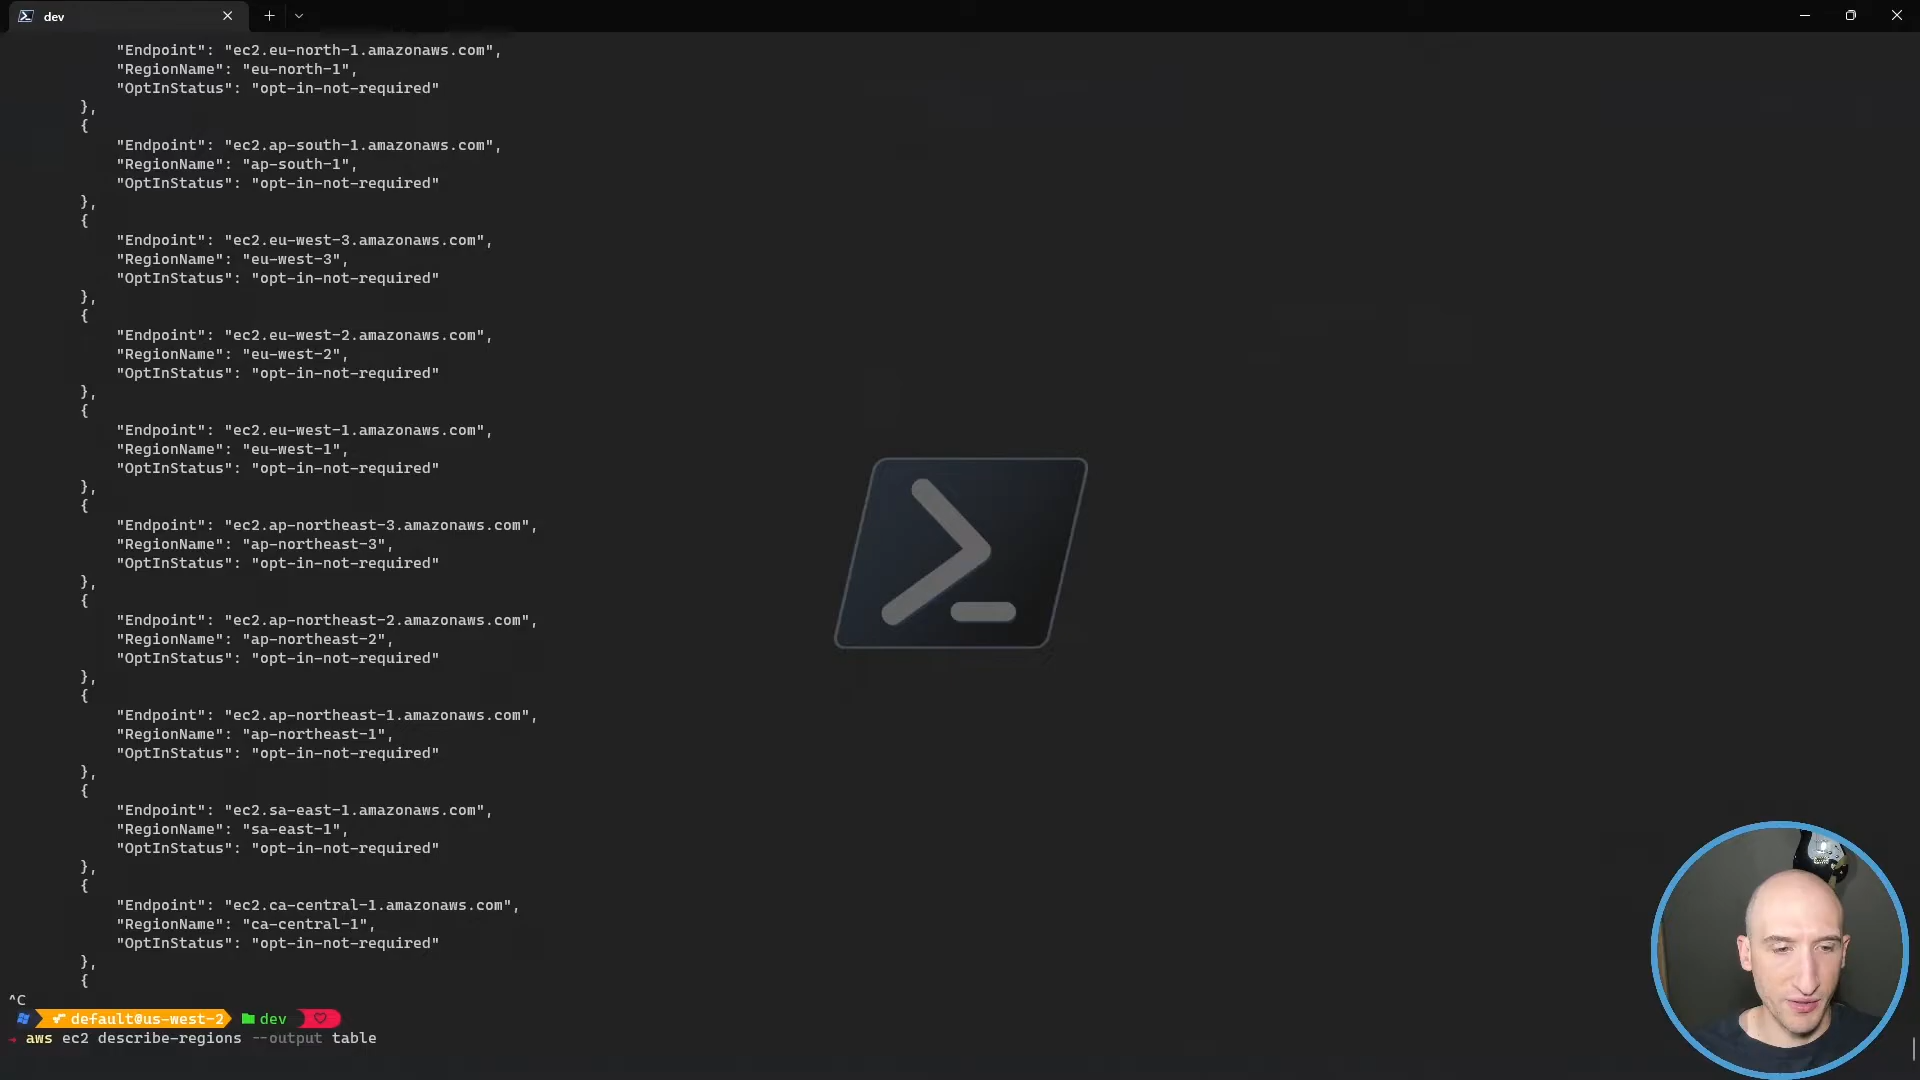 dev
"Endpoint": "ec2.eu-north-1.amazonaws.com",
"RegionName": "eu-north-1",
"OptInStatus": "opt-in-not-required"
},
{
"Endpoint": "ec2.ap-south-1.amazonaws.com",
"RegionName": "ap-south-1",
"OptInStatus": "opt-in-not-required"
},
{
"Endpoint": "ec2.eu-west-3.amazonaws.com",
"RegionName": "eu-west-3",
"OptInStatus": "opt-in-not-required"
},
{
"Endpoint": "ec2.eu-west-2.amazonaws.com",
"RegionName": "eu-west-2",
"OptInStatus": "opt-in-not-required"
},
{
"Endpoint": "ec2.eu-west-1.amazonaws.com",
"RegionName": "eu-west-1",
"OptInStatus": "opt-in-not-required"
},
{
"Endpoint": "ec2.ap-northeast-3.amazonaws.com",
"RegionName": "ap-northeast-3",
"OptInStatus": "opt-in-not-required"
},
{
"Endpoint": "ec2.ap-northeast-2.amazonaws.com",
"RegionName": "ap-northeast-2",
"OptInStatus": "opt-in-not-required"
},
{
"Endpoint": "ec2.ap-northeast-1.amazonaws.com",
"RegionName": "ap-northeast-1",
"OptInStatus": "opt-in-not-required"
},
{
"Endpoint": "ec2.sa-east-1.amazonaws.com",
"RegionName": "sa-east-1",
"OptInStatus": "opt-in-not-required"
},
{
"Endpoint": "ec2.ca-central-1.amazonaws.com",
"RegionName": "ca-central-1",
"OptInStatus": "opt-in-not-required"
},
{
^C
default@us-west-2 dev
aws ec2 describe-regions --output table